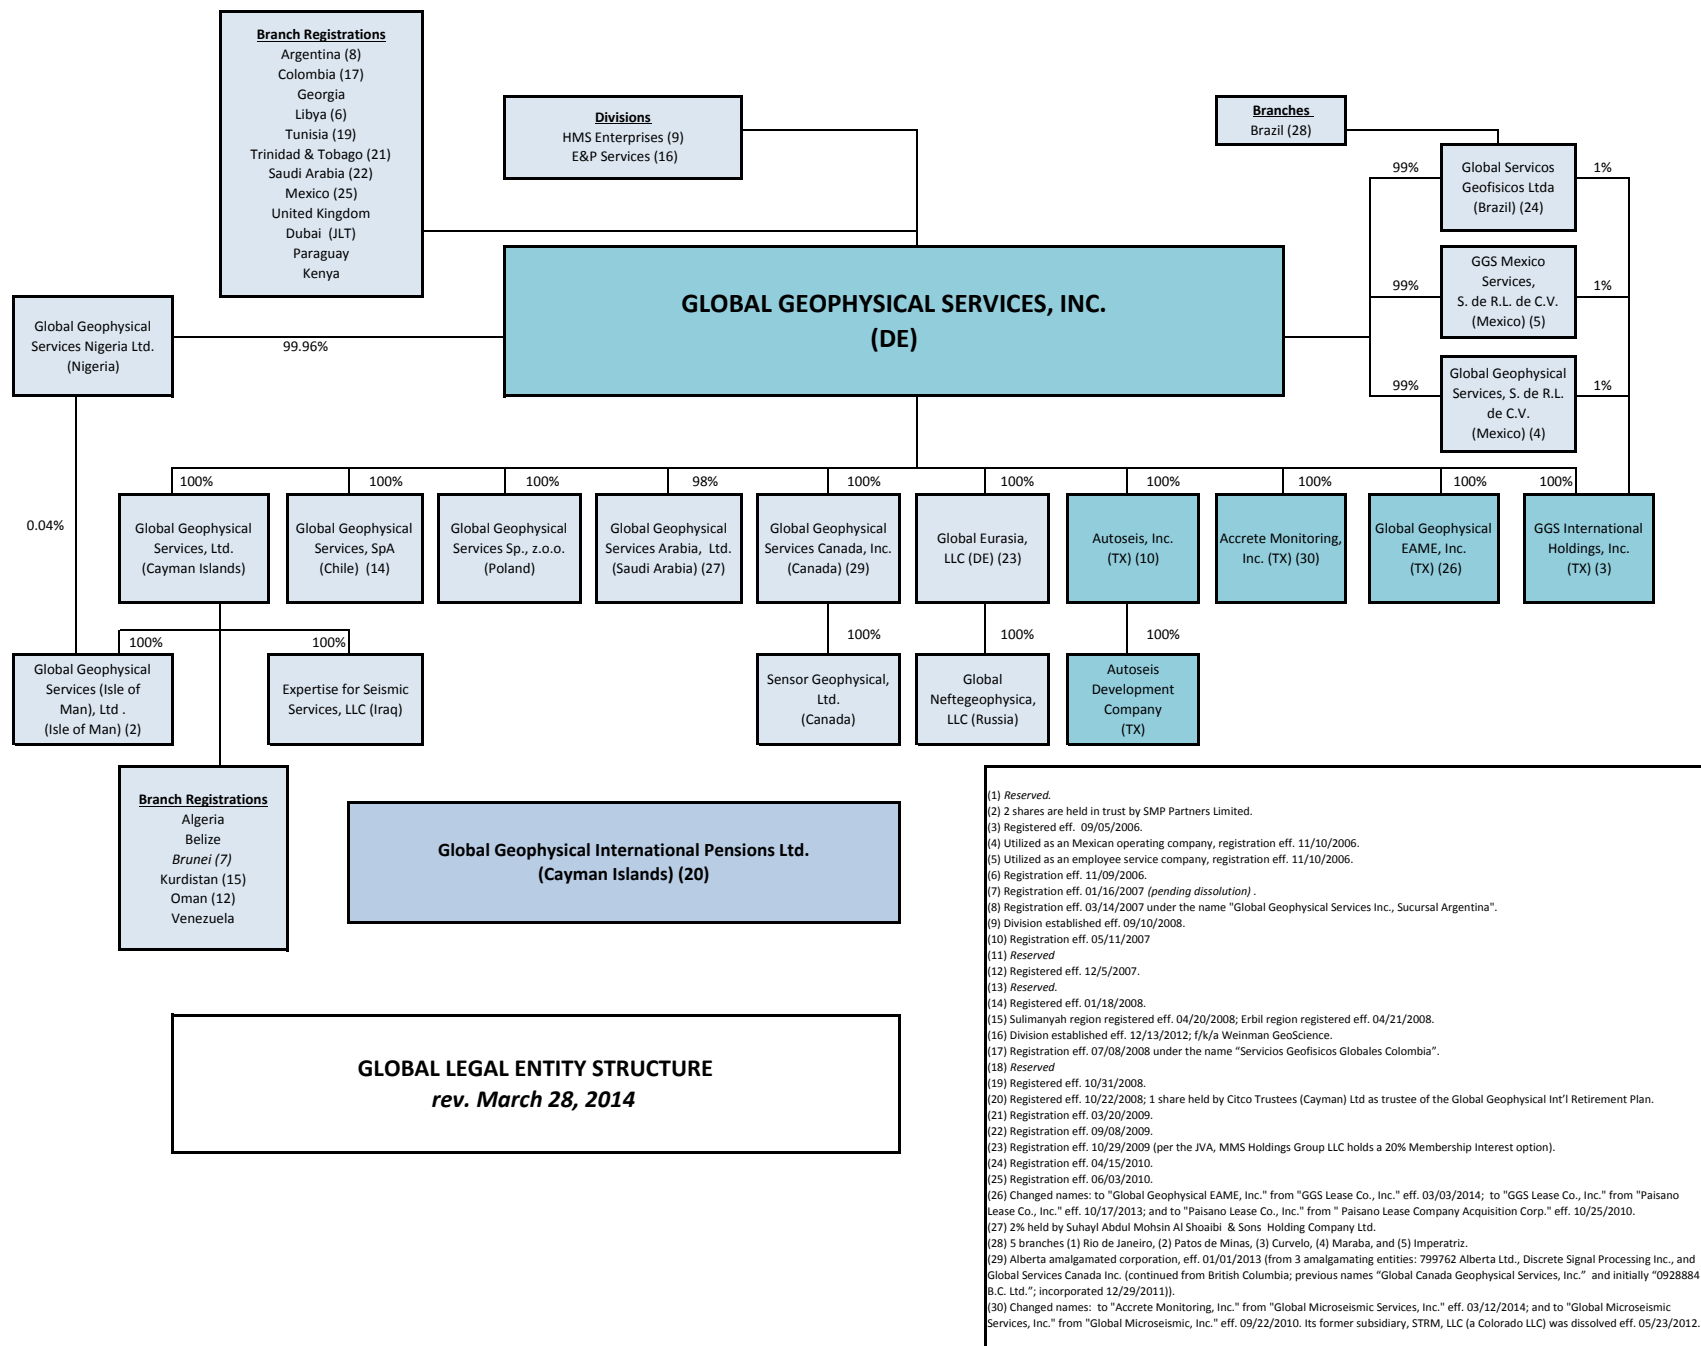 Branch Registrations
Argentina (8)
Colombia (17)
Georgia
Libya (6)
Tunisia (19)
Trinidad & Tobago (21)
Saudi Arabia (22)
Mexico (25)
United Kingdom
Dubai (JLT)
Paraguay
Kenya
Divisions
HMS Enterprises (9)
E&P Services (16)
Branches
Brazil (28)
99%
Global Servicos
Geofisicos Ltda
(Brazil) (24)
1%
99%
GGS Mexico
Services,
S. de R.L. de C.V.
(Mexico) (5)
1%
99%
Global Geophysical
Services, S. de R.L.
de C.V.
(Mexico) (4)
1%
GLOBAL GEOPHYSICAL SERVICES, INC.
(DE)
Global Geophysical
Services Nigeria Ltd.
(Nigeria)
99.96%
0.04%
100%
100%
100%
98%
100%
100%
100%
100%
100%
100%
Global Geophysical
Services, Ltd.
(Cayman Islands)
Global Geophysical
Services, SpA
(Chile) (14)
Global Geophysical
Services Sp., z.o.o.
(Poland)
Global Geophysical
Services Arabia, Ltd.
(Saudi Arabia) (27)
Global Geophysical
Services Canada, Inc.
(Canada) (29)
Global Eurasia,
LLC (DE) (23)
Autoseis, Inc.
(TX) (10)
Accrete Monitoring,
Inc. (TX) (30)
Global Geophysical
EAME, Inc.
(TX) (26)
GGS International
Holdings, Inc.
(TX) (3)
100%
100%
100%
100%
100%
Global Geophysical
Services (Isle of
Man), Ltd .
(Isle of Man) (2)
Expertise for Seismic
Services, LLC (Iraq)
Sensor Geophysical,
Ltd.
(Canada)
Global
Neftegeophysica,
LLC (Russia)
Autoseis
Development
Company
(TX)
Branch Registrations
Algeria
Belize
Brunei (7)
Kurdistan (15)
Oman (12)
Venezuela
Global Geophysical International Pensions Ltd.
(Cayman Islands) (20)
GLOBAL LEGAL ENTITY STRUCTURE
rev. March 28, 2014
(1) Reserved.
(2) 2 shares are held in trust by SMP Partners Limited.
(3) Registered eff. 09/05/2006.
(4) Utilized as an Mexican operating company, registration eff. 11/10/2006.
(5) Utilized as an employee service company, registration eff. 11/10/2006.
(6) Registration eff. 11/09/2006.
(7) Registration eff. 01/16/2007 (pending dissolution) .
(8) Registration eff. 03/14/2007 under the name "Global Geophysical Services Inc., Sucursal Argentina".
(9) Division established eff. 09/10/2008.
(10) Registration eff. 05/11/2007
(11) Reserved
(12) Registered eff. 12/5/2007.
(13) Reserved.
(14) Registered eff. 01/18/2008.
(15) Sulimanyah region registered eff. 04/20/2008; Erbil region registered eff. 04/21/2008.
(16) Division established eff. 12/13/2012; f/k/a Weinman GeoScience.
(17) Registration eff. 07/08/2008 under the name “Servicios Geofisicos Globales Colombia”.
(18) Reserved
(19) Registered eff. 10/31/2008.
(20) Registered eff. 10/22/2008; 1 share held by Citco Trustees (Cayman) Ltd as trustee of the Global Geophysical Int’l Retirement Plan.
(21) Registration eff. 03/20/2009.
(22) Registration eff. 09/08/2009.
(23) Registration eff. 10/29/2009 (per the JVA, MMS Holdings Group LLC holds a 20% Membership Interest option).
(24) Registration eff. 04/15/2010.
(25) Registration eff. 06/03/2010.
(26) Changed names: to "Global Geophysical EAME, Inc." from "GGS Lease Co., Inc." eff. 03/03/2014; to "GGS Lease Co., Inc." from "Paisano
Lease Co., Inc." eff. 10/17/2013; and to "Paisano Lease Co., Inc." from " Paisano Lease Company Acquisition Corp." eff. 10/25/2010.
(27) 2% held by Suhayl Abdul Mohsin Al Shoaibi & Sons Holding Company Ltd.
(28) 5 branches (1) Rio de Janeiro, (2) Patos de Minas, (3) Curvelo, (4) Maraba, and (5) Imperatriz.
(29) Alberta amalgamated corporation, eff. 01/01/2013 (from 3 amalgamating entities: 799762 Alberta Ltd., Discrete Signal Processing Inc., and
Global Services Canada Inc. (continued from British Columbia; previous names “Global Canada Geophysical Services, Inc.” and initially “0928884
B.C. Ltd.”; incorporated 12/29/2011)).
(30) Changed names: to "Accrete Monitoring, Inc." from "Global Microseismic Services, Inc." eff. 03/12/2014; and to "Global Microseismic
Services, Inc." from "Global Microseismic, Inc." eff. 09/22/2010. Its former subsidiary, STRM, LLC (a Colorado LLC) was dissolved eff. 05/23/2012.